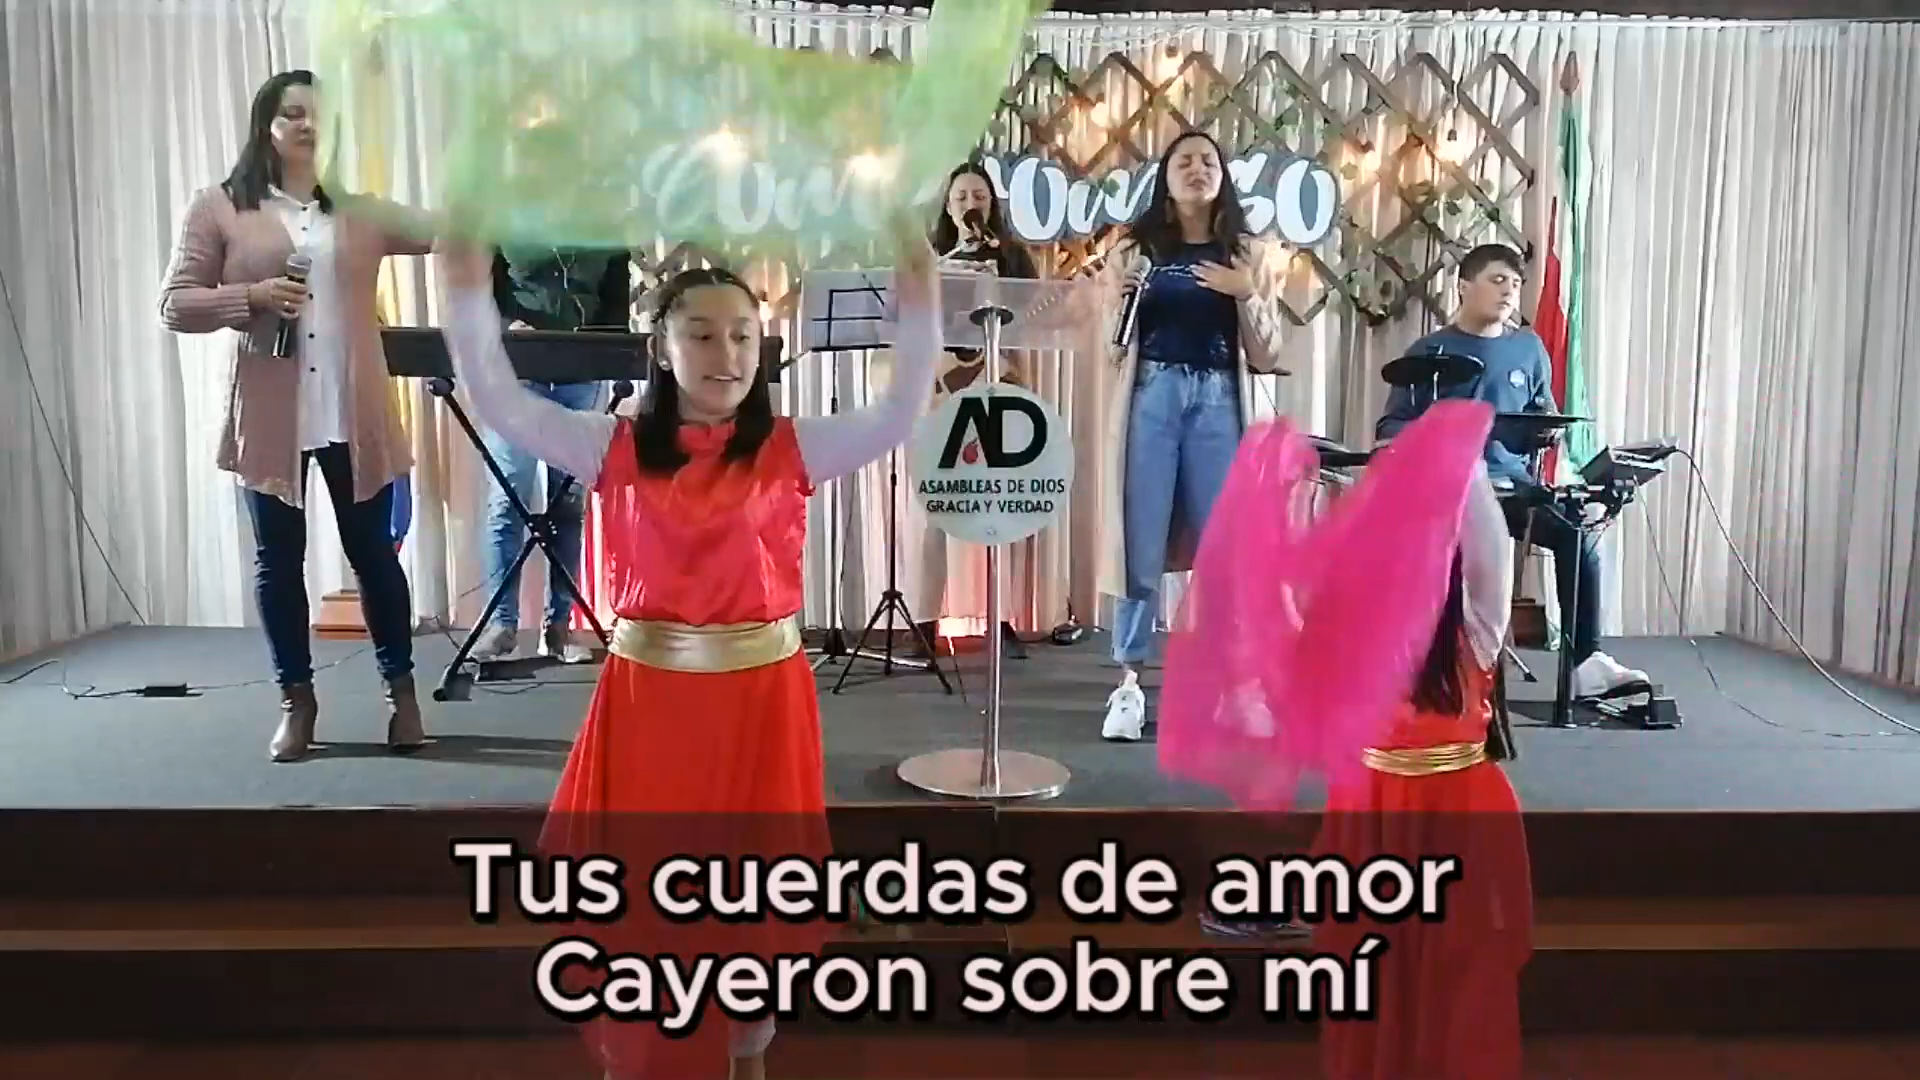 AD
ASAMBLEAS DE DIOS
GRACIA Y VERDAD
Tus cuerdas de amor
Cayeron sobre mí